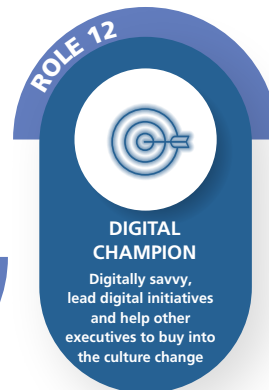 ROLE 12
DIGITAL
CHAMPION
Digitally savvy,
lead digital initiatives
and help other
executives to buy into
the culture change